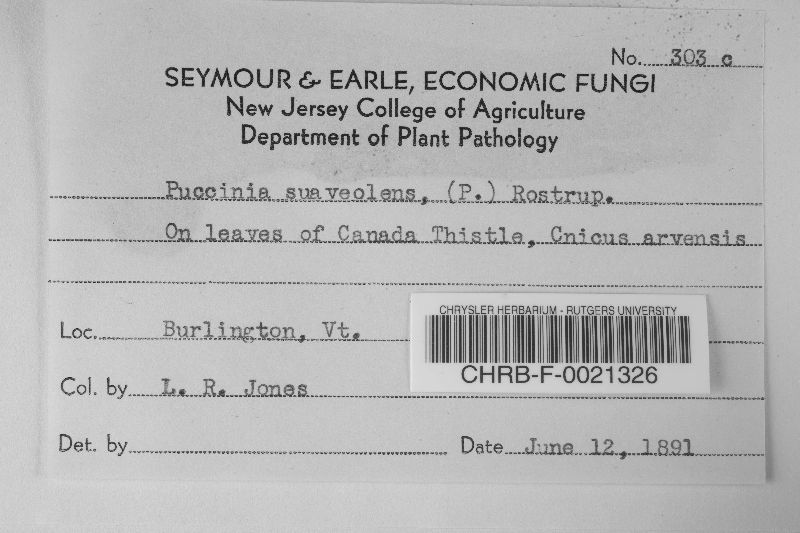 No. 303 c
SEYMOUR & EARLE, ECONOMIC FUNGI
New Jersey College of Agriculture
Department of Plant Pathology
Puccinia suaveolens, (P.) Rostrup.
On leaves of Canada Thistle, Cnicus arvensis
Loc. Burlington, Vt.
CHRYSLER HERBARIUM - RUTGERS UNIVERSITY
CHRB-F-0021326
Col. by L. R. Jones
Det. by
Date June 12, 1891